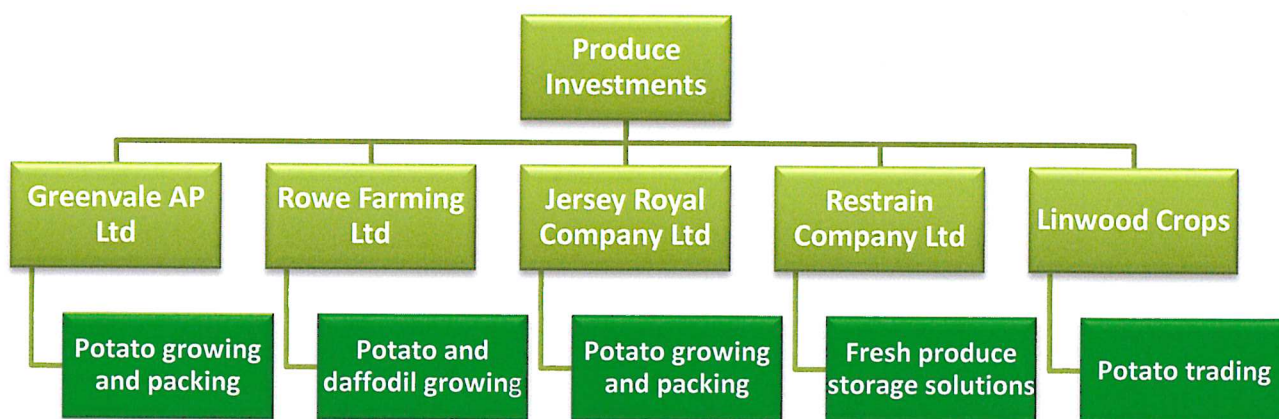 Produce
Investments
Greenvale AP
Ltd
Rowe Farming
Ltd
Jersey Royal
Company Ltd
Restrain
Company Ltd
Linwood Crops
Potato growing
and packing
Potato and
daffodil growing
Potato growing
and packing
Fresh produce
storage solutions
Potato trading